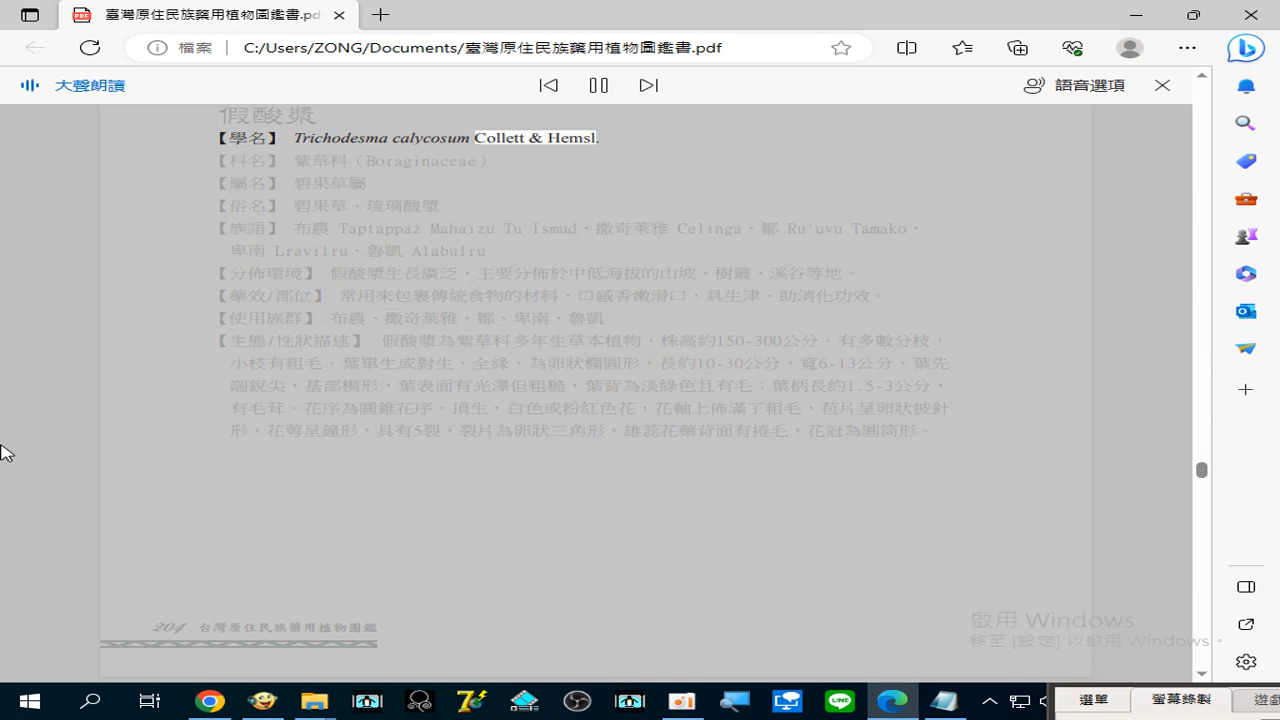 臺灣原住民族藥用植物圖鑑書.pd
檔案
C:/Users/ZONG/Documents/臺灣原住民族藥用植物圖鑑書.pdf
大聲朗讀
語音選項
假酸漿
【學名】 Trichodesma calycosum Collett & Hemsl.
【科名】 紫草科（Boraginaceae）
【屬名】 碧果草屬
【俗名】 碧果草、琉璃酸漿
【族語】 布農 Taptappaz Mahaizu Tu Ismud、撒奇萊雅 Celinga、鄒 Ru'uvu Tamako、
卑南 Lravilru、魯凱 Alabulru
【分佈環境】 假酸漿生長廣泛，主要分佈於中低海拔的山坡、樹叢、溪谷等地。
【藥效/部位】 常用來包裹傳統食物的材料，口感香嫩滑口，具生津、助消化功效。
【使用族群】 布農、撒奇萊雅、鄒、卑南、魯凱
【生態/性狀描述】 假酸漿為紫草科多年生草本植物，株高約150-300公分。有多數分枝，
小枝有粗毛。葉單生或對生，全緣，為卵狀橢圓形，長約10-30公分，寬6-13公分，葉先
端銳尖，基部楔形，葉表面有光澤但粗糙，葉背為淡綠色且有毛；葉柄長約1.5-3公分，
有毛茸。花序為圓錐花序，頂生，白色或粉紅色花，花軸上佈滿了粗毛，苞片呈卵狀披針
形，花萼呈鐘形，具有5裂，裂片為卵狀三角形，雄蕊花藥背面有捲毛，花冠為圓筒形。
204 台灣原住民族藥用植物圖鑑
啟用 Windows
移至 [設定] 以啟用 Windows。
選單
螢幕錄製
遊戲